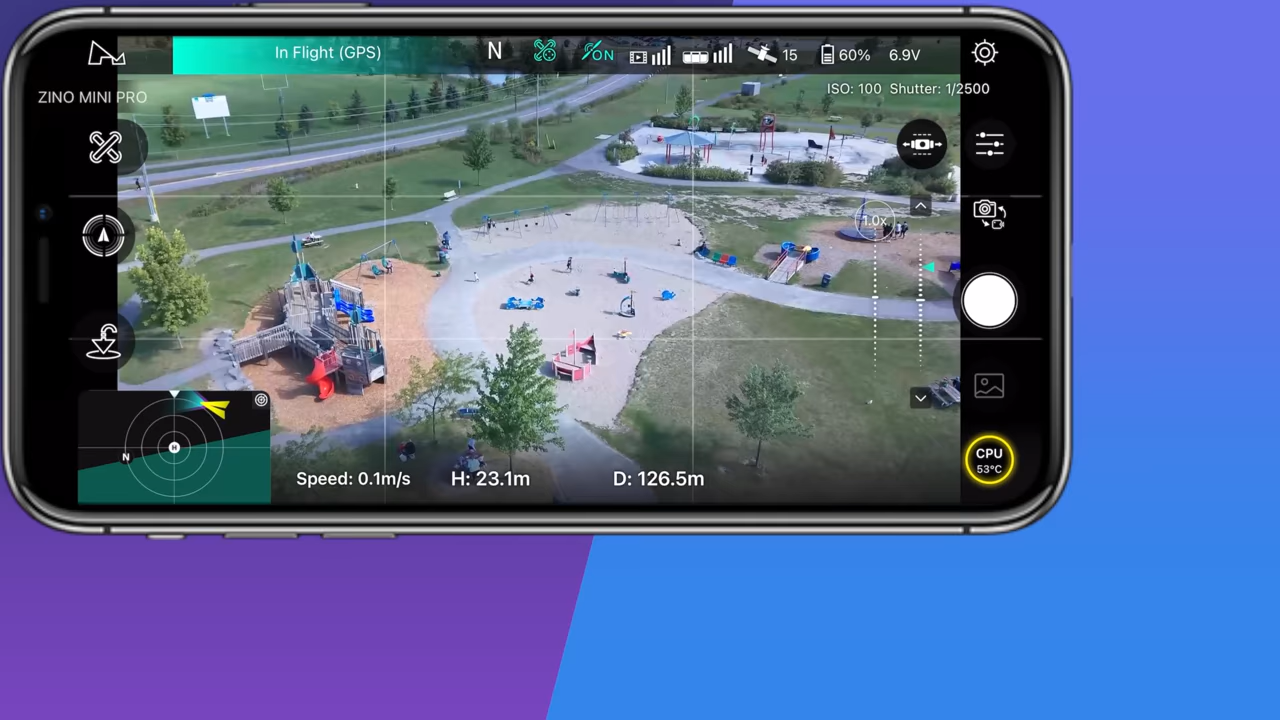 In Flight (GPS)
N
ON
15
60%
6.9V
ZINO MINI PRO
ISO: 100 Shutter: 1/2500
1.0x
N
H
Speed: 0.1m/s
H: 23.1m
D: 126.5m
CPU
53°C